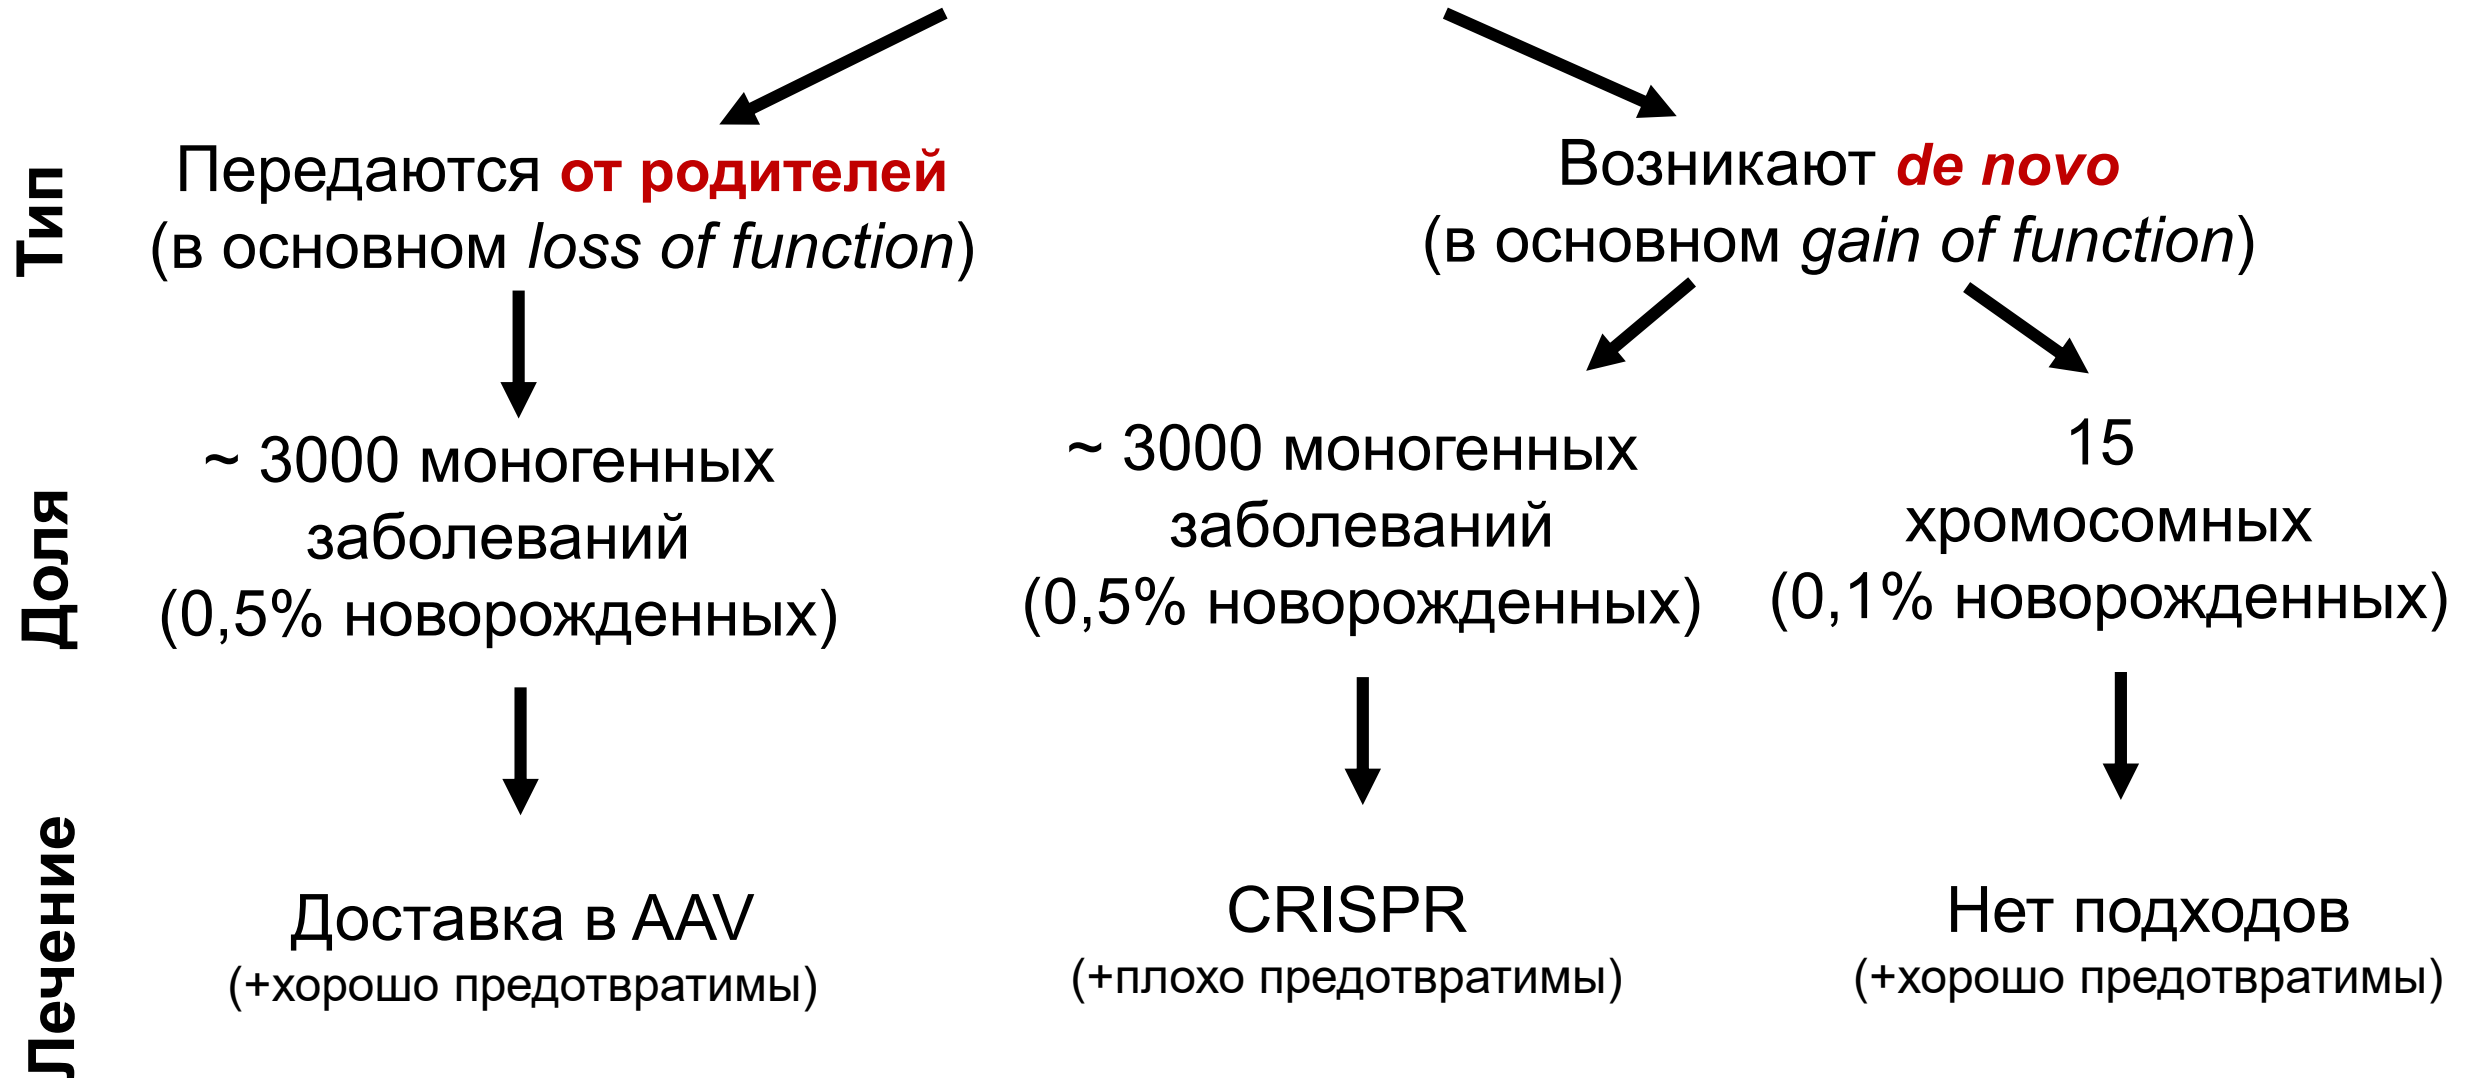 Тип
Передаются от родителей
(в основном loss of function)
Возникают de novo
(в основном gain of function)
Доля
~ 3000 моногенных
заболеваний
(0,5% новорожденных)
~ 3000 моногенных
заболеваний
(0,5% новорожденных)
15
хромосомных
(0,1% новорожденных)
Лечение
Доставка в AAV
(+хорошо предотвратимы)
CRISPR
(+плохо предотвратимы)
Нет подходов
(+хорошо предотвратимы)